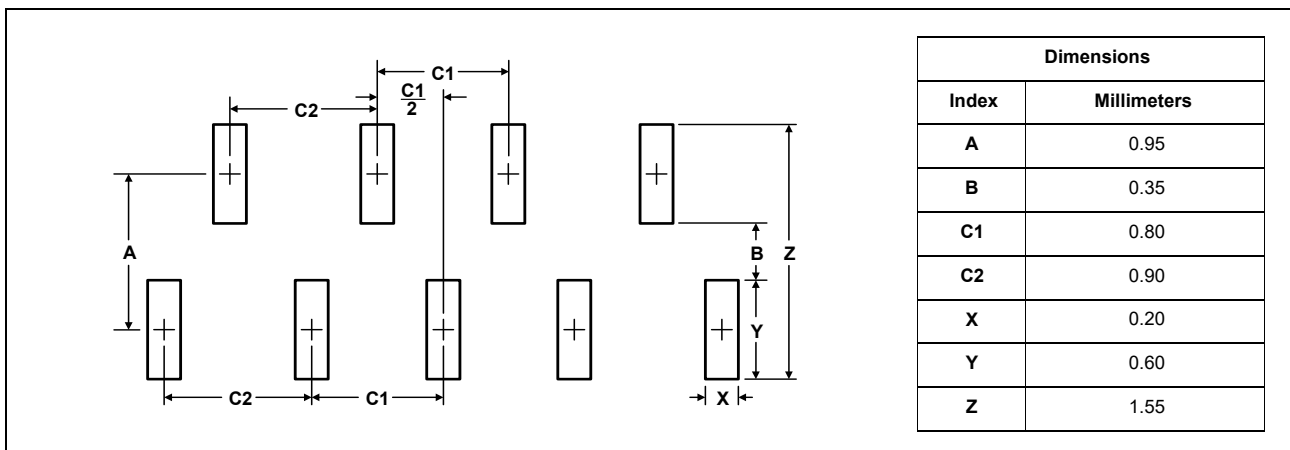 C1
C1
2
C2
A
B
Z
Y
C2
C1
X
Dimensions
Index Millimeters
A 0.95
B 0.35
C1 0.80
C2 0.90
X 0.20
Y 0.60
Z 1.55